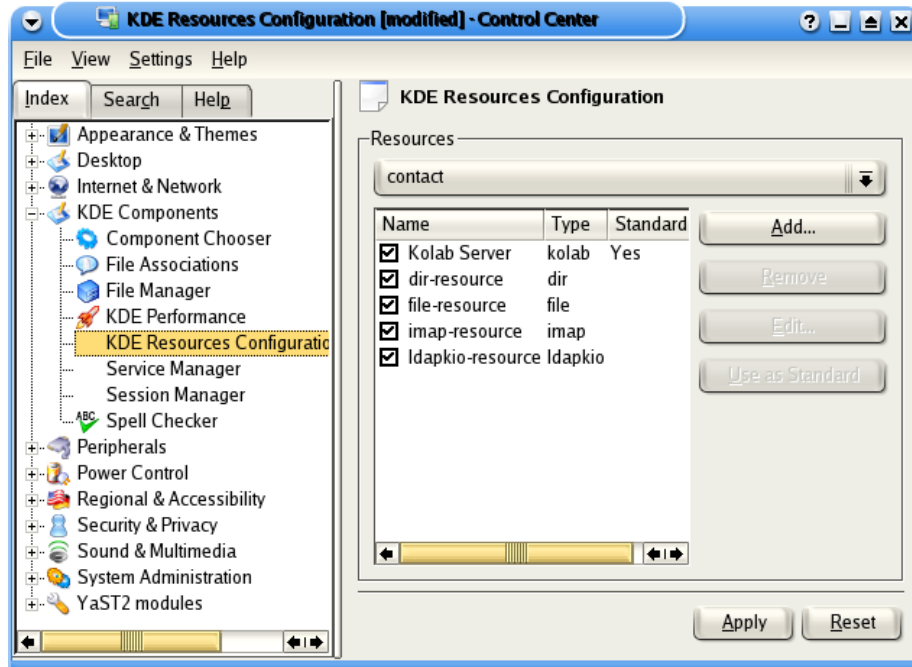 KDE Resources Configuration [modified] - Control Center
File View Settings Help
Index Search Help
Appearance & Themes
Desktop
Internet & Network
KDE Components
Component Chooser
File Associations
File Manager
KDE Performance
KDE Resources Configuratio
Service Manager
Session Manager
ABC Spell Checker
Peripherals
Power Control
Regional & Accessibility
Security & Privacy
Sound & Multimedia
System Administration
YaST2 modules
KDE Resources Configuration
Resources
contact
Name Type Standard
Kolab Server kolab Yes
dir-resource dir
file-resource file
imap-resource imap
ldapkio-resource ldapkio
Add...
Remove
Edit...
Use as Standard
Apply Reset